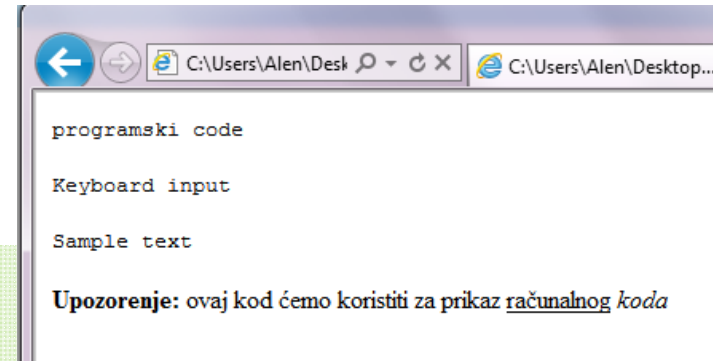 C:\Users\Alen\Desk
C:\Users\Alen\Desktop...
programski code
Keyboard input
Sample text
Upozorenje: ovaj kod ćemo koristiti za prikaz računalnog koda